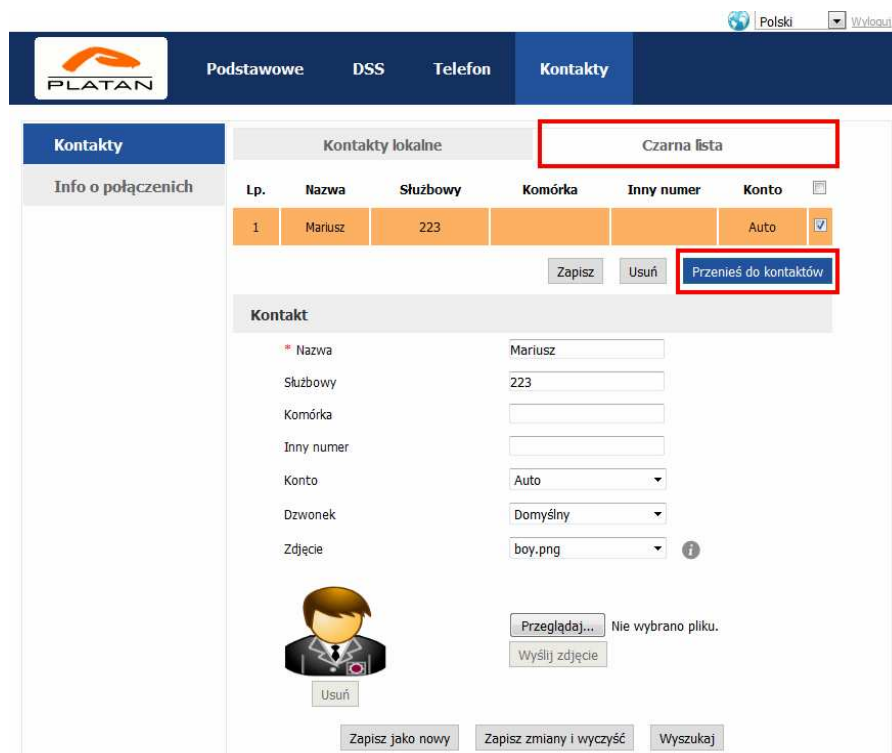 Polski Wyloguj
PLATAN
Podstawowe DSS Telefon Kontakty
Kontakty Kontakty lokalne Czarna lista
Info o połączenich
Lp. Nazwa Służbowy Komórka Inny numer Konto
1 Mariusz 223 Auto
Zapisz Usuń Przenieś do kontaktów
Kontakt
* Nazwa Mariusz
Służbowy 223
Komórka
Inny numer
Konto Auto
Dzwonek Domyślny
Zdjęcie boy.png i
Przeglądaj... Nie wybrano pliku.
Wyślij zdjęcie
Usuń
Zapisz jako nowy Zapisz zmiany i wyczyść Wyszukaj